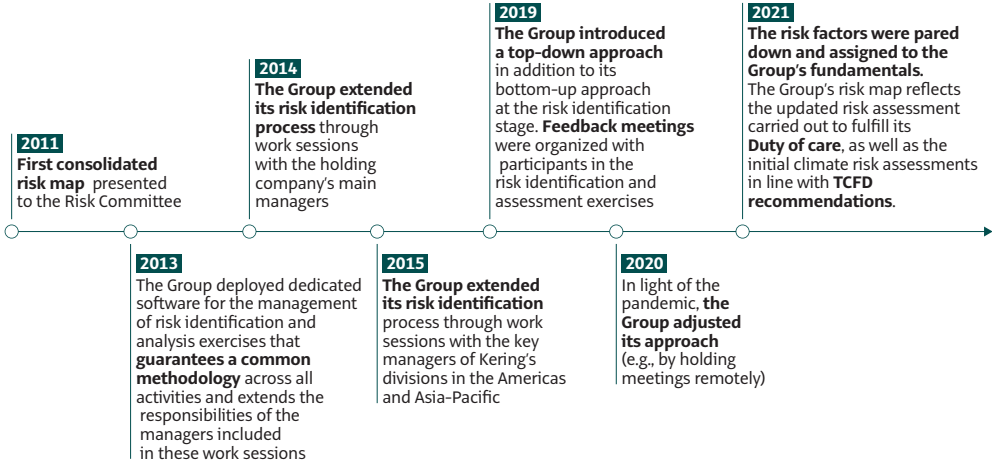 2011
First consolidated
risk map presented
to the Risk Committee
2013
The Group deployed dedicated
software for the management
of risk identification and
analysis exercises that
guarantees a common
methodology across all
activities and extends the
responsibilities of the
managers included
in these work sessions
2014
The Group extended
its risk identification
process through
work sessions
with the holding
company's main
managers
2015
The Group extended
its risk identification
process through work
sessions with the key
managers of Kering's
divisions in the Americas
and Asia-Pacific
2019
The Group introduced
a top-down approach
in addition to its
bottom-up approach
at the risk identification
stage. Feedback meetings
were organized with
participants in the
risk identification and
assessment exercises
2020
In light of the
pandemic, the
Group adjusted
its approach
(e.g., by holding
meetings remotely)
2021
The risk factors were pared
down and assigned to the
Group's fundamentals.
The Group's risk map reflects
the updated risk assessment
carried out to fulfill its
Duty of care, as well as the
initial climate risk assessments
in line with TCFD
recommendations.